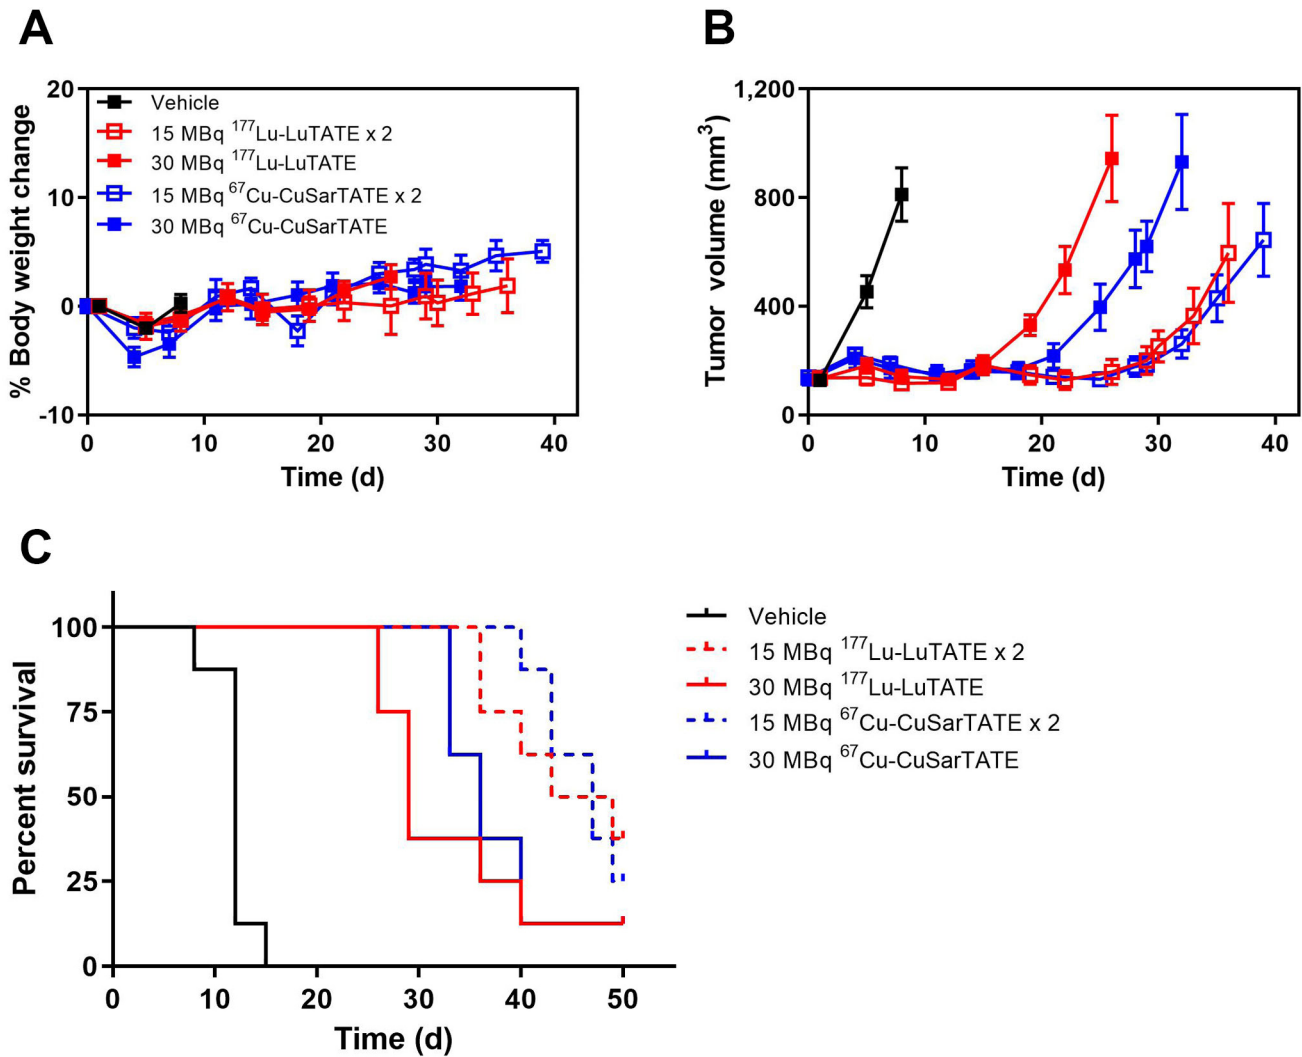 A
% Body weight change
20
10
0
-10
Vehicle
15 MBq ¹⁷⁷Lu-LuTATE x 2
30 MBq ¹⁷⁷Lu-LuTATE
15 MBq ⁶⁷Cu-CuSarTATE x 2
30 MBq ⁶⁷Cu-CuSarTATE
0 10 20 30 40
Time (d)
B
Tumor volume (mm³)
1,200
800
400
0
0 10 20 30 40
Time (d)
C
Percent survival
100
75
50
25
0
0 10 20 30 40 50
Time (d)
Vehicle
15 MBq ¹⁷⁷Lu-LuTATE x 2
30 MBq ¹⁷⁷Lu-LuTATE
15 MBq ⁶⁷Cu-CuSarTATE x 2
30 MBq ⁶⁷Cu-CuSarTATE